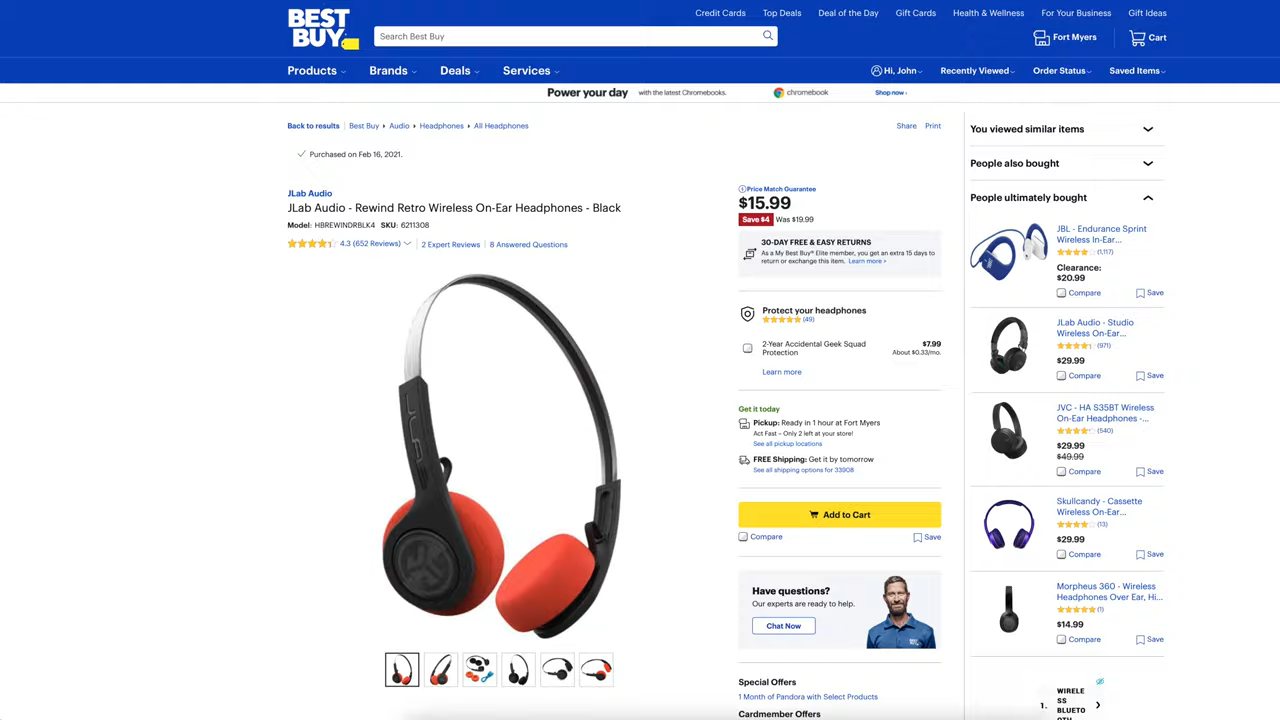 BEST
BUY
Credit Cards
Top Deals
Deal of the Day
Gift Cards
Health & Wellness
For Your Business
Gift Ideas
Search Best Buy
Fort Myers
Cart
Products
Brands
Deals
Services
Hi, John
Recently Viewed
Order Status
Saved Items
Power your day with the latest Chromebooks. chromebook Shop now
Back to results Best Buy Audio Headphones All Headphones
Share Print
Purchased on Feb 16, 2021.
JLab Audio
JLab Audio - Rewind Retro Wireless On-Ear Headphones - Black
Model: HBREWINDRBLK4 SKU: 6211308
4.3 (652 Reviews) 2 Expert Reviews 8 Answered Questions
JLAB
Price Match Guarantee
$15.99
Save $4 Was $19.99
30-DAY FREE & EASY RETURNS
As a My Best Buy® Elite member, you get an extra 15 days to
return or exchange this item. Learn more >
Protect your headphones
(49)
2-Year Accidental Geek Squad
Protection
$7.99
About $0.33/mo.
Learn more
Get it today
Pickup: Ready in 1 hour at Fort Myers
Act Fast – Only 2 left at your store!
See all pickup locations
FREE Shipping: Get it by tomorrow
See all shipping options for 33908
Add to Cart
Compare
Save
Have questions?
Our experts are ready to help.
Chat Now
Special Offers
1 Month of Pandora with Select Products
Cardmember Offers
You viewed similar items
People also bought
People ultimately bought
JBL - Endurance Sprint
Wireless In-Ear...
(1,117)
Clearance:
$20.99
Compare Save
JLab Audio - Studio
Wireless On-Ear...
(971)
$29.99
Compare Save
JVC - HA S35BT Wireless
On-Ear Headphones -...
(540)
$29.99
$49.99
Compare Save
Skullcandy - Cassette
Wireless On-Ear...
(13)
$29.99
Compare Save
Morpheus 360 - Wireless
Headphones Over Ear, Hi...
(1)
$14.99
Compare Save
1.
WIRELE
SS
BLUETO